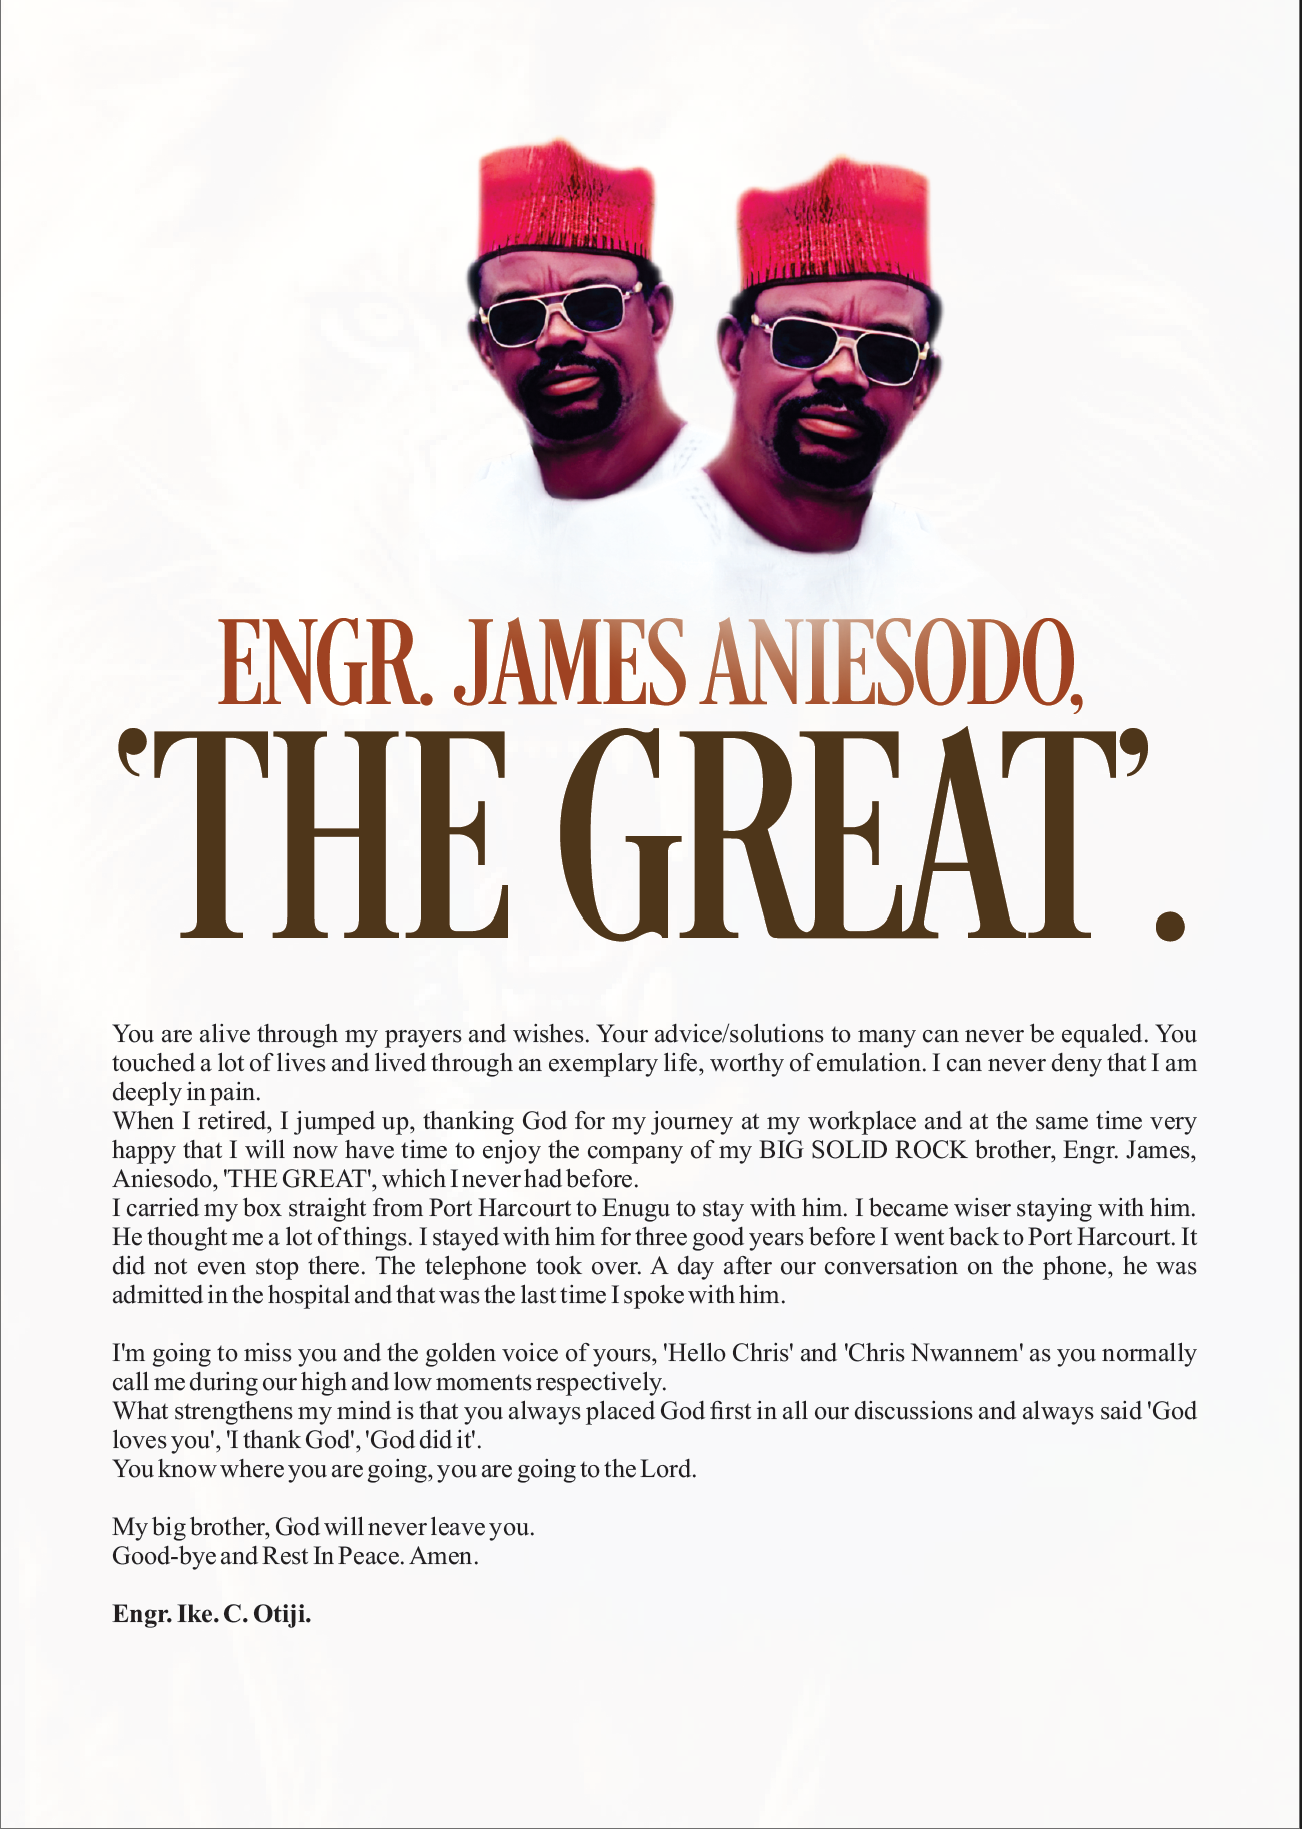 ENGR. JAMES ANIESODO,
‘THE GREAT’.
You are alive through my prayers and wishes. Your advice/solutions to many can never be equaled. You
touched a lot of lives and lived through an exemplary life, worthy of emulation. I can never deny that I am
deeply in pain.
When I retired, I jumped up, thanking God for my journey at my workplace and at the same time very
happy that I will now have time to enjoy the company of my BIG SOLID ROCK brother, Engr. James,
Aniesodo, 'THE GREAT', which I never had before.
I carried my box straight from Port Harcourt to Enugu to stay with him. I became wiser staying with him.
He thought me a lot of things. I stayed with him for three good years before I went back to Port Harcourt. It
did not even stop there. The telephone took over. A day after our conversation on the phone, he was
admitted in the hospital and that was the last time I spoke with him.
I'm going to miss you and the golden voice of yours, 'Hello Chris' and 'Chris Nwannem' as you normally
call me during our high and low moments respectively.
What strengthens my mind is that you always placed God first in all our discussions and always said 'God
loves you', 'I thank God', 'God did it'.
You know where you are going, you are going to the Lord.
My big brother, God will never leave you.
Good-bye and Rest In Peace. Amen.
Engr. Ike. C. Otiji.